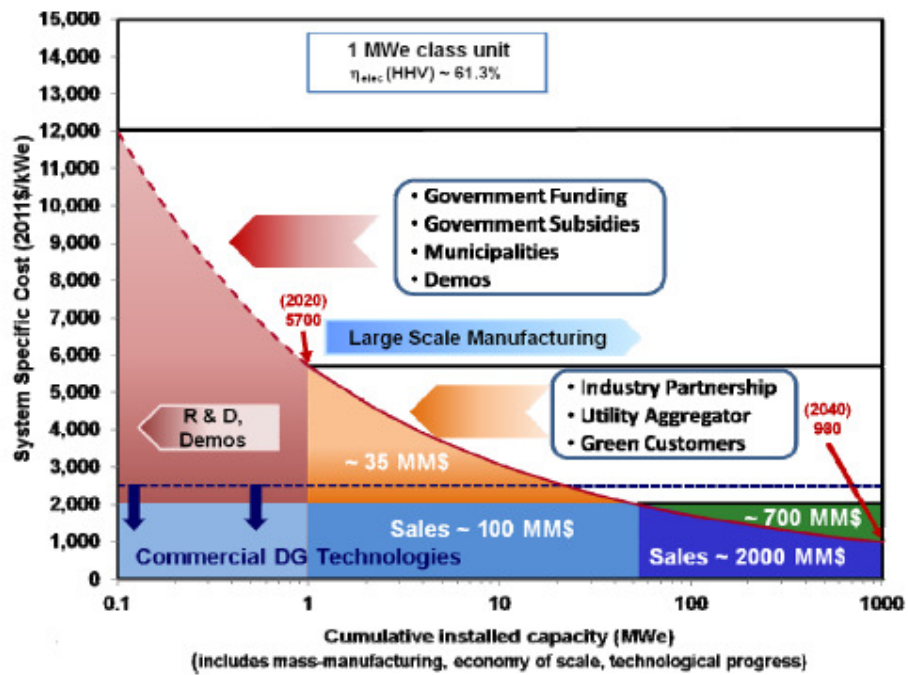 15,000
14,000
13,000
12,000
11,000
10,000
9,000
8,000
7,000
6,000
5,000
4,000
3,000
2,000
1,000
0
System Specific Cost (2011$/kWe)
1 MWe class unit
ηelec (HHV) ~ 61.3%
• Government Funding
• Government Subsidies
• Municipalities
• Demos
(2020)
5700
Large Scale Manufacturing
• Industry Partnership
• Utility Aggregator
• Green Customers
(2040)
980
R & D,
Demos
~ 35 MM$
~ 700 MM$
Sales ~ 100 MM$
Commercial DG Technologies
Sales ~ 2000 MM$
0.1 1 10 100 1000
Cumulative installed capacity (MWe)
(includes mass-manufacturing, economy of scale, technological progress)